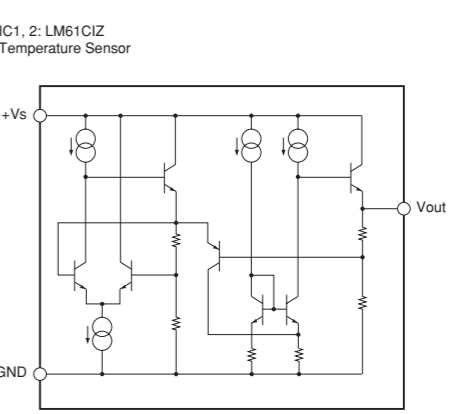 IC1, 2: LM61CIZ
Temperature Sensor
+Vs
Vout
GND